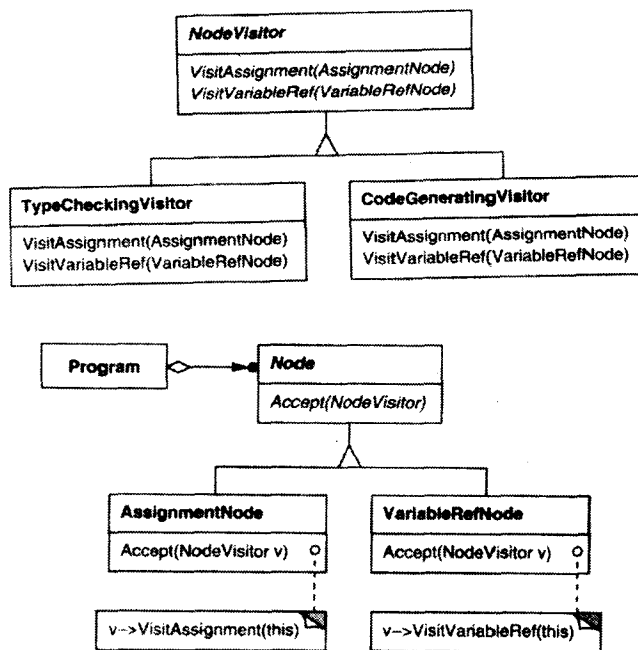 NodeVisitor
VisitAssignment(AssignmentNode)
VisitVariableRef(VariableRefNode)
TypeCheckingVisitor
VisitAssignment(AssignmentNode)
VisitVariableRef(VariableRefNode)
CodeGeneratingVisitor
VisitAssignment(AssignmentNode)
VisitVariableRef(VariableRefNode)
Program
Node
Accept(NodeVisitor)
AssignmentNode
Accept(NodeVisitor v)
v->VisitAssignment(this)
VariableRefNode
Accept(NodeVisitor v)
v->VisitVariableRef(this)